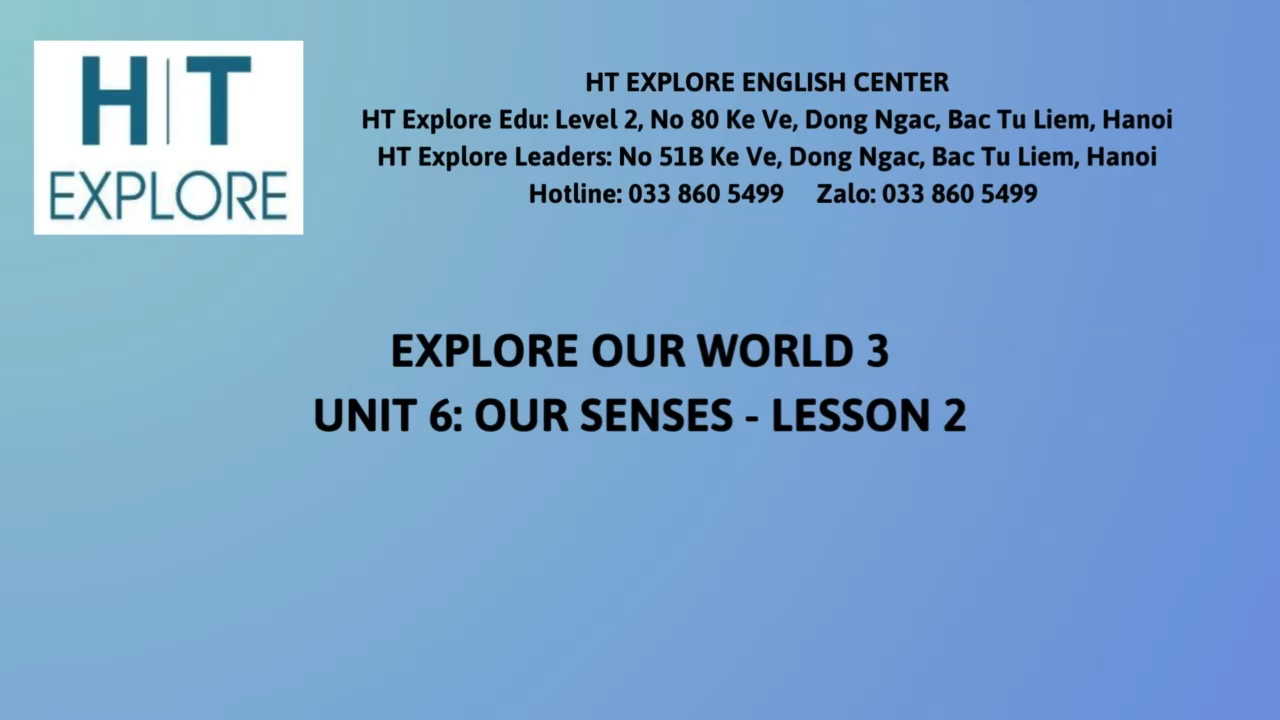 H|T
EXPLORE
HT EXPLORE ENGLISH CENTER
HT Explore Edu: Level 2, No 80 Ke Ve, Dong Ngac, Bac Tu Liem, Hanoi
HT Explore Leaders: No 51B Ke Ve, Dong Ngac, Bac Tu Liem, Hanoi
Hotline: 033 860 5499 Zalo: 033 860 5499
EXPLORE OUR WORLD 3
UNIT 6: OUR SENSES - LESSON 2